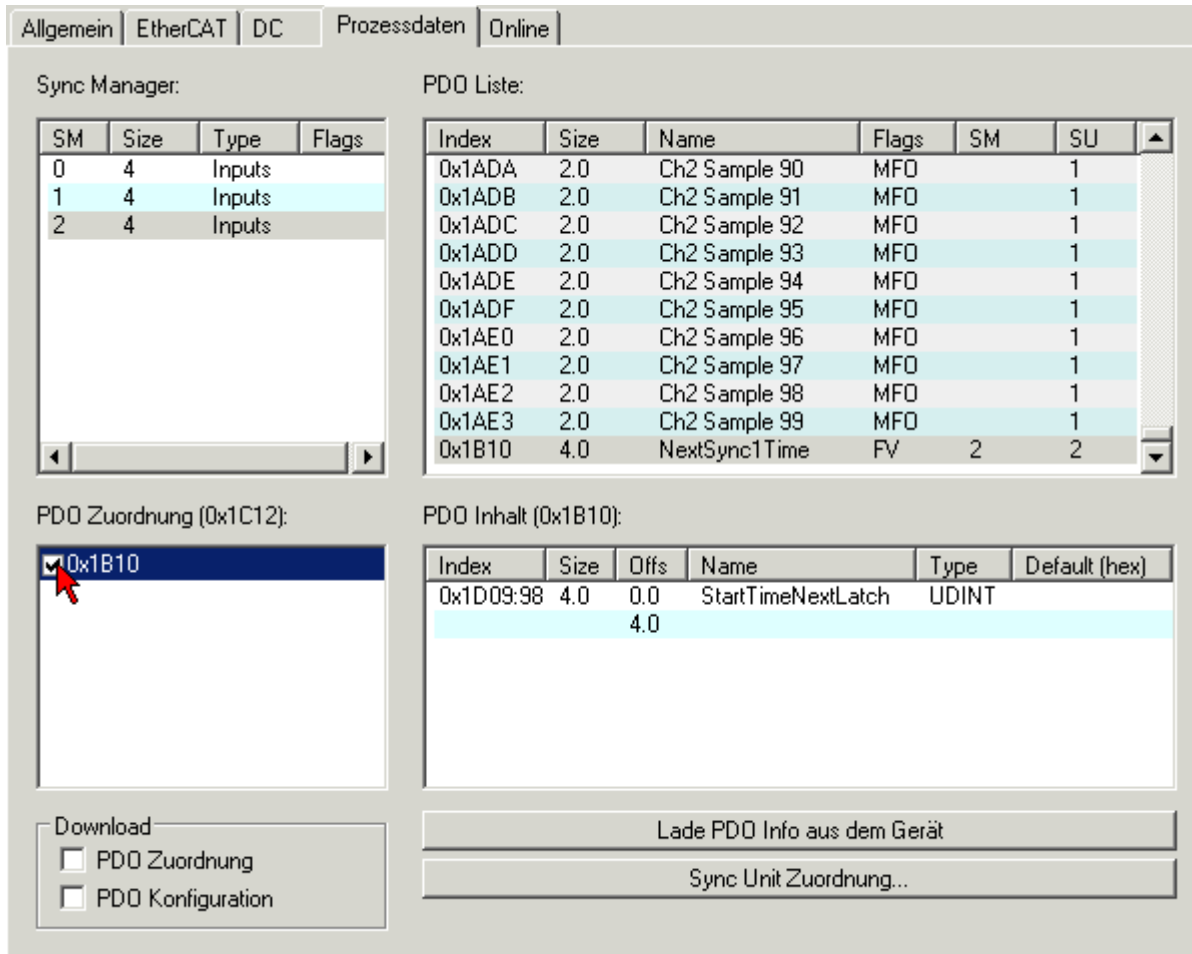 Allgemein EtherCAT DC Prozessdaten Online
Sync Manager:
SM Size Type Flags
0 4 Inputs
1 4 Inputs
2 4 Inputs
PDO Liste:
Index Size Name Flags SM SU
0x1ADA 2.0 Ch2 Sample 90 MFO 1
0x1ADB 2.0 Ch2 Sample 91 MFO 1
0x1ADC 2.0 Ch2 Sample 92 MFO 1
0x1ADD 2.0 Ch2 Sample 93 MFO 1
0x1ADE 2.0 Ch2 Sample 94 MFO 1
0x1ADF 2.0 Ch2 Sample 95 MFO 1
0x1AE0 2.0 Ch2 Sample 96 MFO 1
0x1AE1 2.0 Ch2 Sample 97 MFO 1
0x1AE2 2.0 Ch2 Sample 98 MFO 1
0x1AE3 2.0 Ch2 Sample 99 MFO 1
0x1B10 4.0 NextSync1Time FV 2 2
PDO Zuordnung (0x1C12):
0x1B10
PDO Inhalt (0x1B10):
Index Size Offs Name Type Default (hex)
0x1D09:98 4.0 0.0 StartTimeNextLatch UDINT
4.0
Download
PDO Zuordnung
PDO Konfiguration
Lade PDO Info aus dem Gerät
Sync Unit Zuordnung...